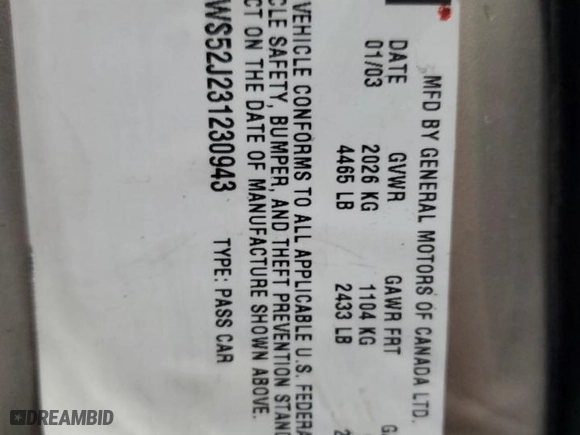 MFD BY GENERAL MOTORS OF CANADA LTD.
DATE GVWR GAWR FRT
01/03 2026 KG 1104 KG
4465 LB 2433 LB
VEHICLE CONFORMS TO ALL APPLICABLE U.S. FEDERA
CLE SAFETY, BUMPER, AND THEFT PREVENTION STAN
CT ON THE DATE OF MANUFACTURE SHOWN ABOVE.
WS52J231230943 TYPE: PASS CAR
DREAMBID